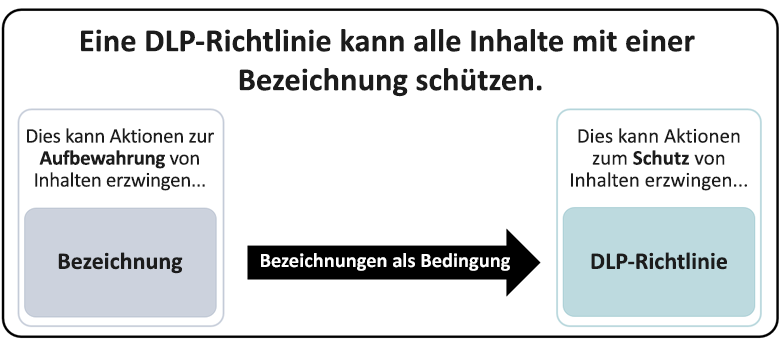 Eine DLP-Richtlinie kann alle Inhalte mit einer
Bezeichnung schützen.
Dies kann Aktionen zur
Aufbewahrung von
Inhalten erzwingen...
Bezeichnung
Bezeichnungen als Bedingung
Dies kann Aktionen
zum Schutz von
Inhalten erzwingen...
DLP-Richtlinie